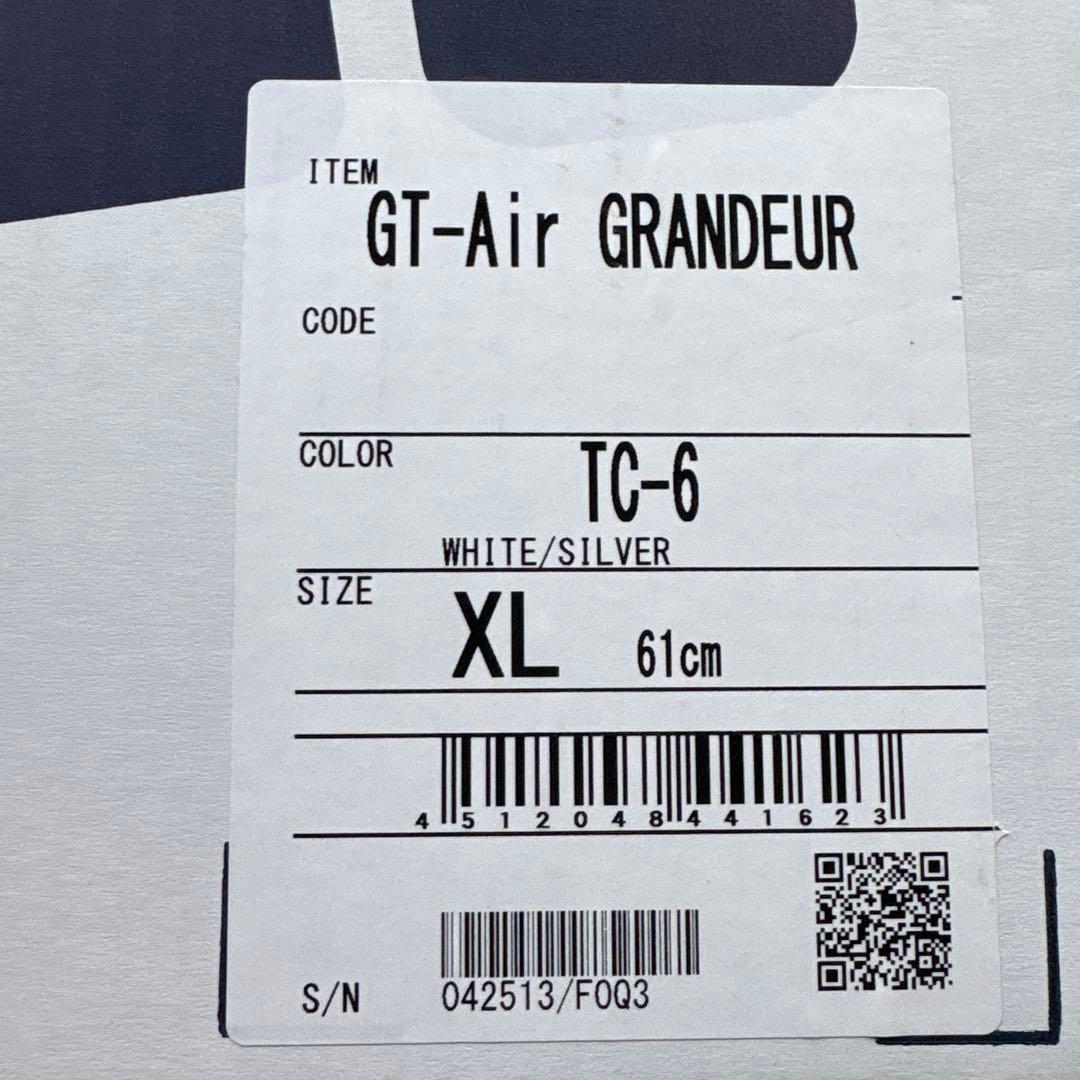 ITEM
GT-Air GRANDEUR
CODE
COLOR
TC-6
WHITE/SILVER
SIZE
XL 61cm
4 512048 441623
S/N 042513/F0Q3